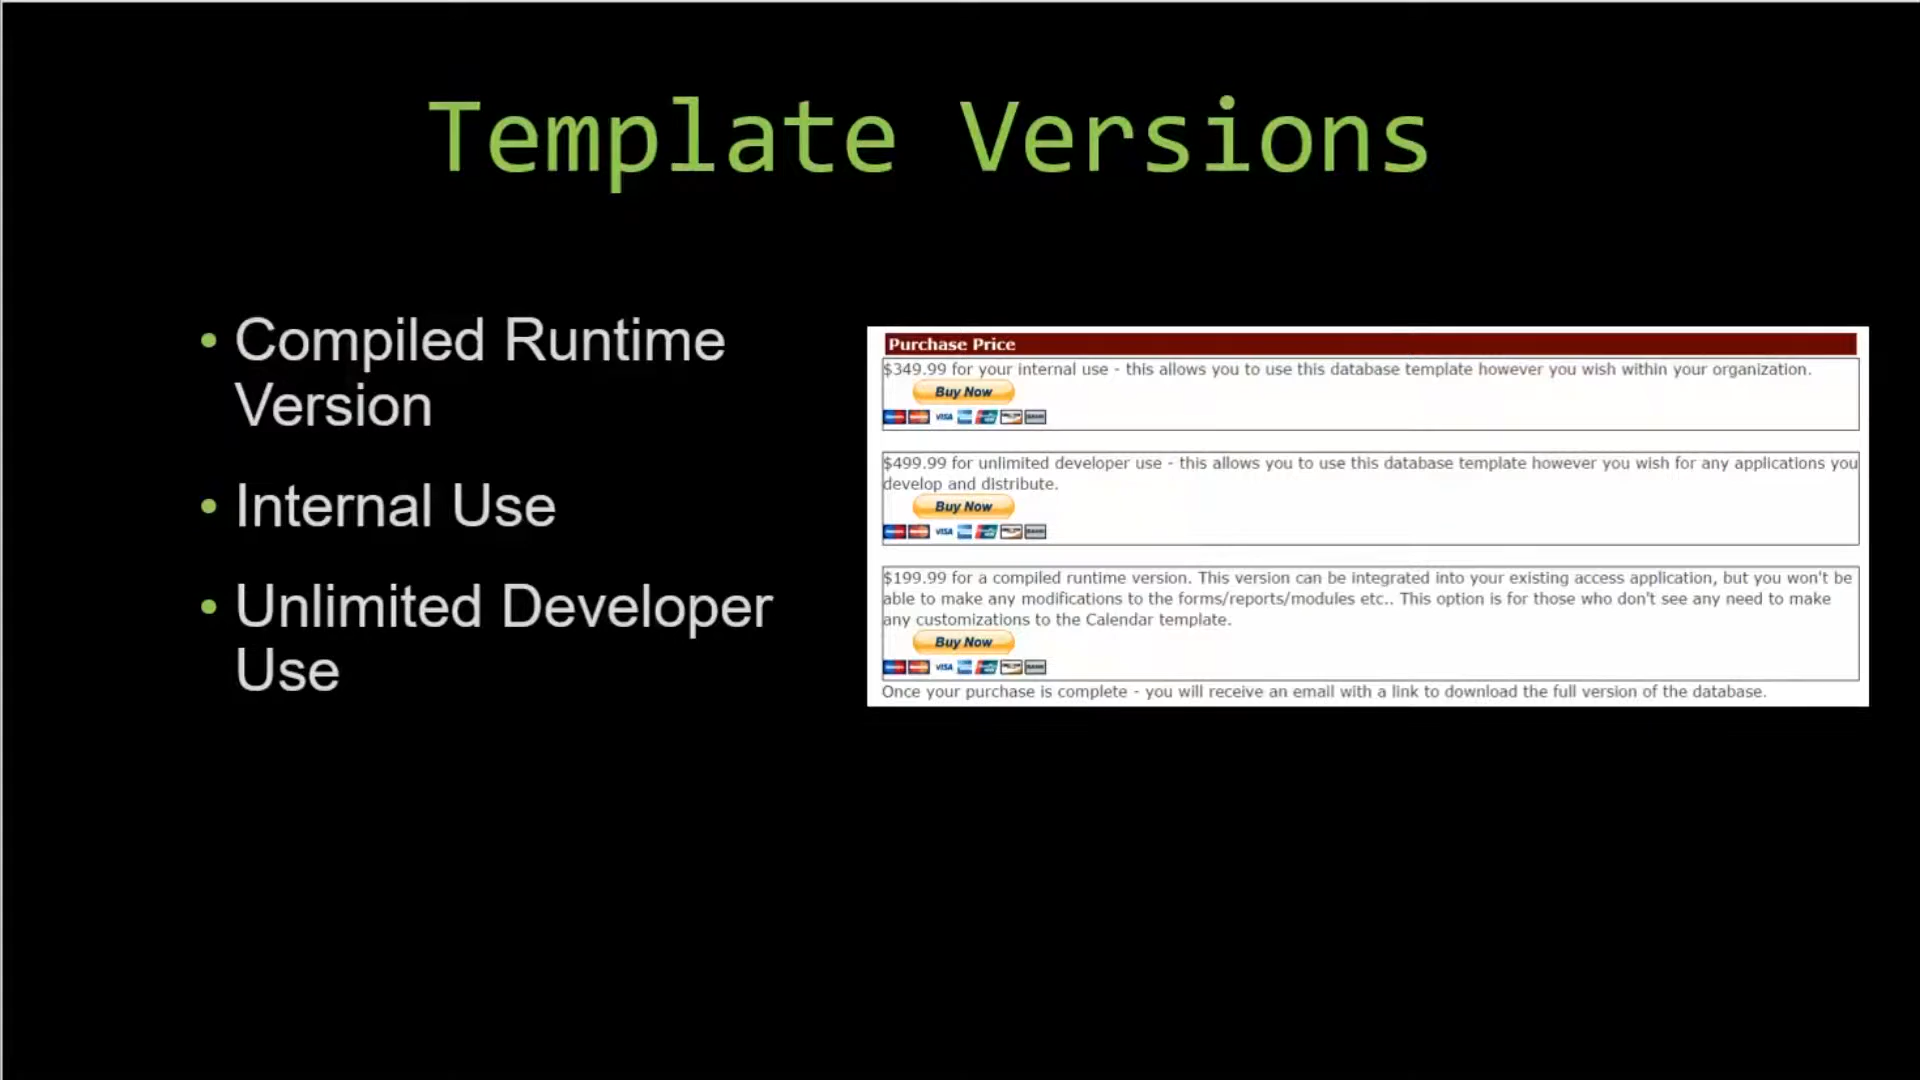 Template Versions
• Compiled Runtime
Version
• Internal Use
• Unlimited Developer
Use
Purchase Price
$349.99 for your internal use - this allows you to use this database template however you wish within your organization.
Buy Now
VISA
$499.99 for unlimited developer use - this allows you to use this database template however you wish for any applications you
develop and distribute.
Buy Now
VISA
$199.99 for a compiled runtime version. This version can be integrated into your existing access application, but you won't be
able to make any modifications to the forms/reports/modules etc.. This option is for those who don't see any need to make
any customizations to the Calendar template.
Buy Now
VISA
Once your purchase is complete - you will receive an email with a link to download the full version of the database.